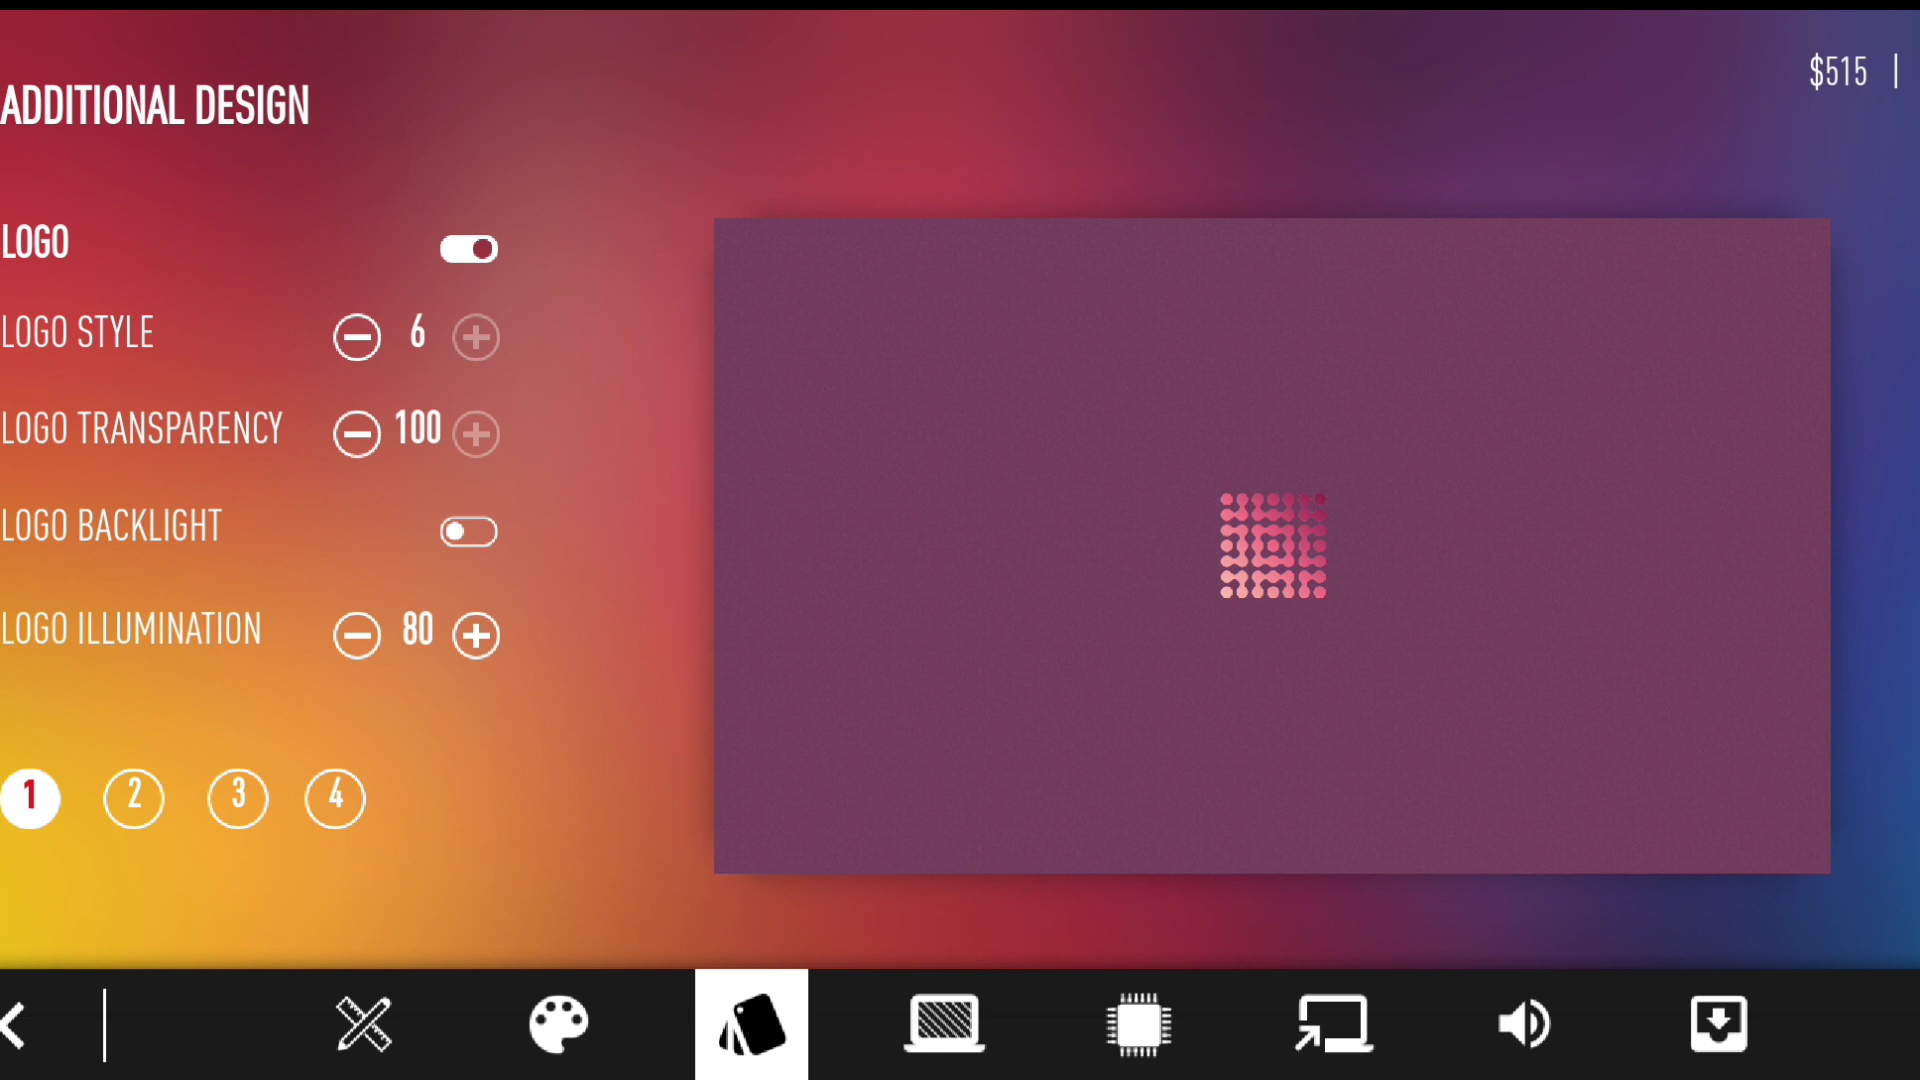 $515 |
ADDITIONAL DESIGN
LOGO
LOGO STYLE 6
LOGO TRANSPARENCY 100
LOGO BACKLIGHT
LOGO ILLUMINATION 80
1 2 3 4